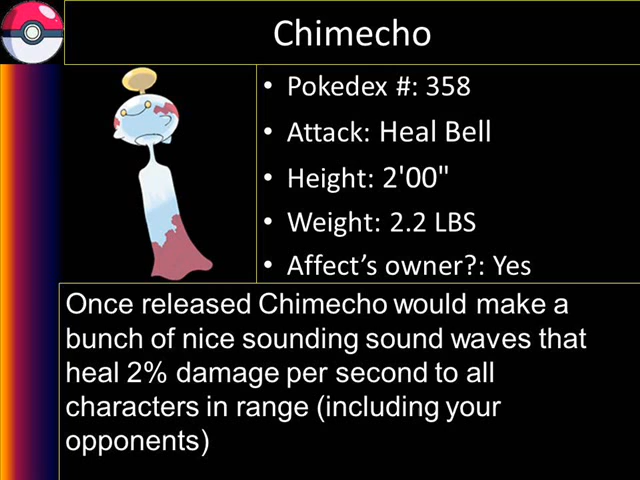 Chimecho
• Pokedex #: 358
• Attack: Heal Bell
• Height: 2'00"
• Weight: 2.2 LBS
• Affect’s owner?: Yes
Once released Chimecho would make a
bunch of nice sounding sound waves that
heal 2% damage per second to all
characters in range (including your
opponents)